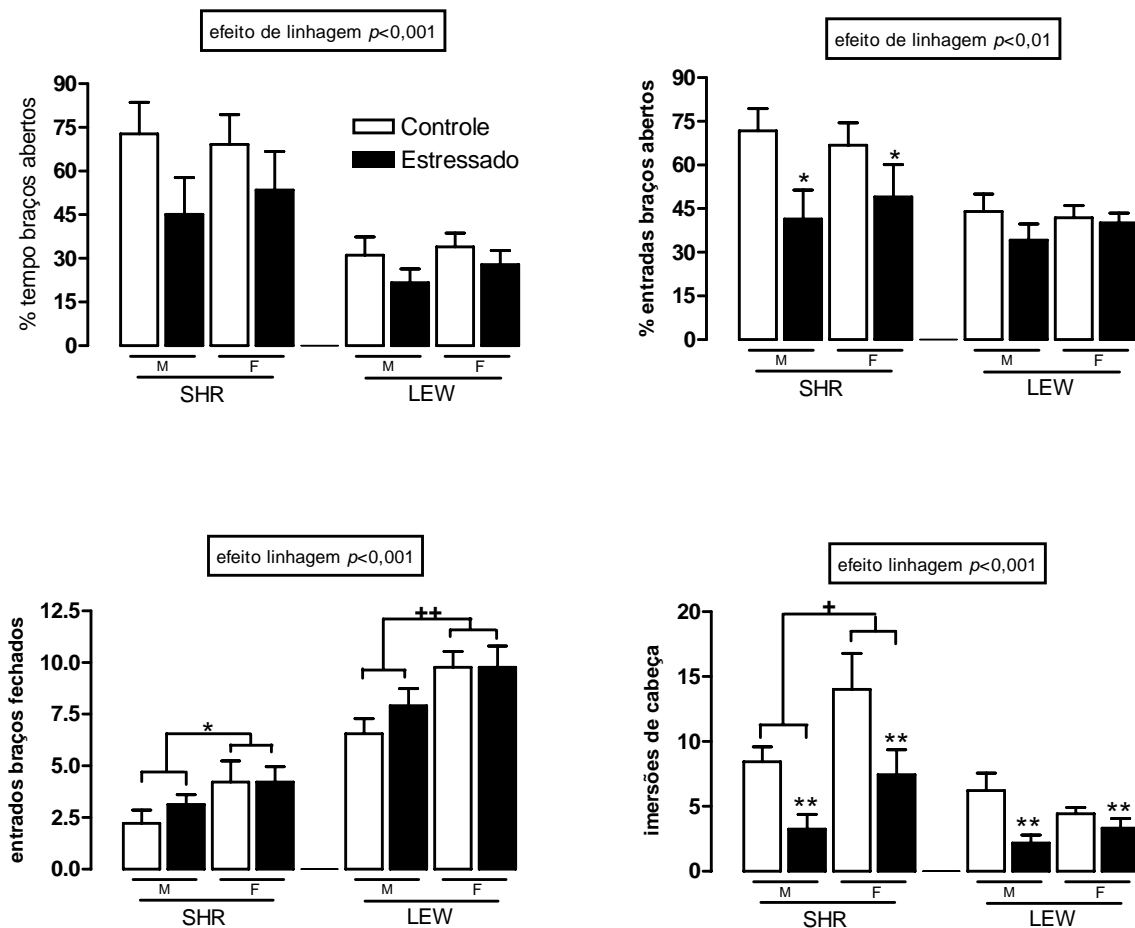 efeito de linhagem p<0,001
% tempo braços abertos
90
75
60
45
30
15
0
Controle
Estressado
M
F
M
F
SHR
LEW
efeito de linhagem p<0,01
% entradas braços abertos
90
75
60
45
30
15
0
*
*
M
F
M
F
SHR
LEW
efeito linhagem p<0,001
entrados braços fechados
12.5
10.0
7.5
5.0
2.5
0.0
*
++
M
F
M
F
SHR
LEW
efeito linhagem p<0,001
imersões de cabeça
20
15
10
5
0
+
**
**
**
**
M
F
M
F
SHR
LEW